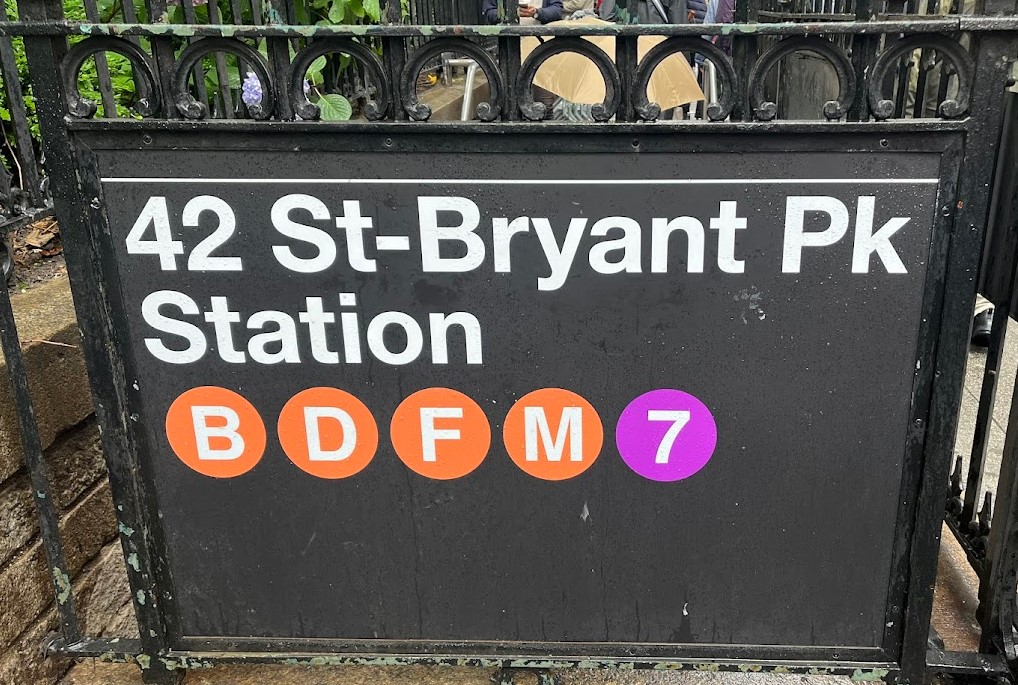 42 St-Bryant Pk
Station
B D F M 7